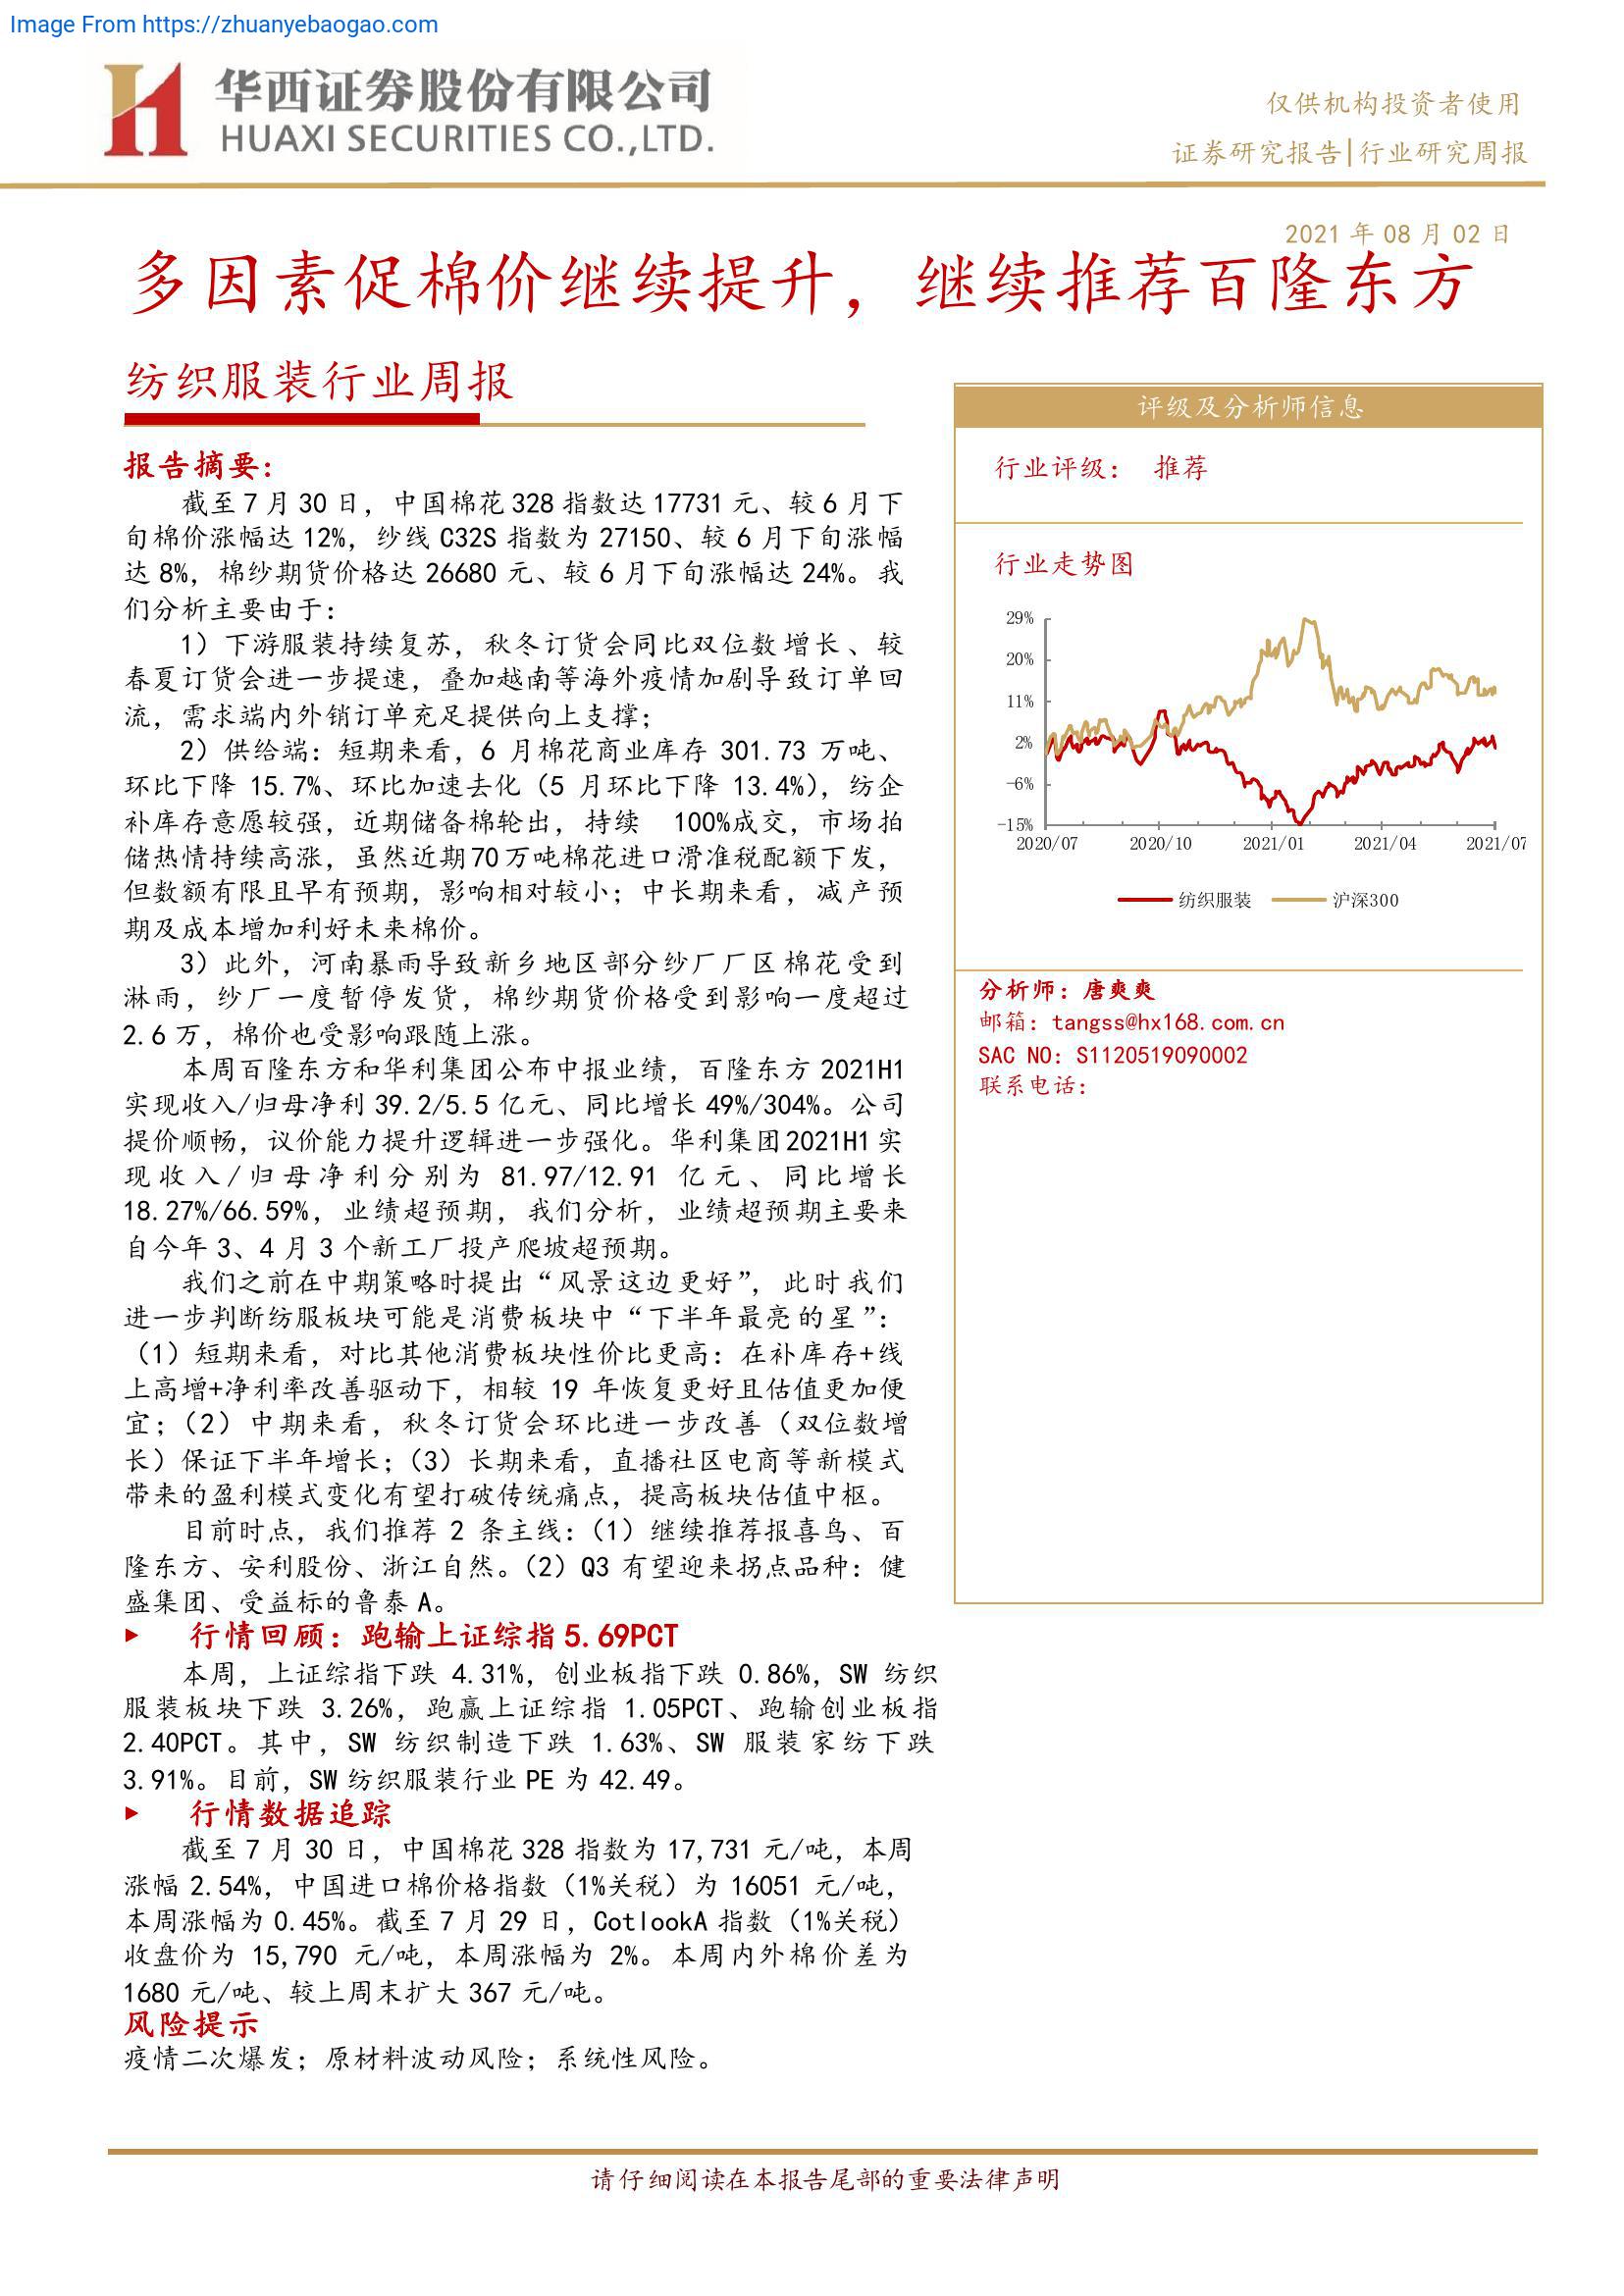 Image From https://zhuanyebaogao.com
华西证券股份有限公司
HUAXI SECURITIES CO.,LTD.
仅供机构投资者使用
证券研究报告|行业研究周报
2021 年 08 月 02 日
多因素促棉价继续提升，继续推荐百隆东方
纺织服装行业周报
报告摘要：
截至 7 月 30 日，中国棉花 328 指数达 17731 元、较 6 月下
旬棉价涨幅达 12%，纱线 C32S 指数为 27150、较 6 月下旬涨幅
达 8%，棉纱期货价格达 26680 元、较 6 月下旬涨幅达 24%。我
们分析主要由于：
1）下游服装持续复苏，秋冬订货会同比双位数增长、较
春夏订货会进一步提速，叠加越南等海外疫情加剧导致订单回
流，需求端内外销订单充足提供向上支撑；
2）供给端：短期来看，6 月棉花商业库存 301.73 万吨、
环比下降 15.7%、环比加速去化（5 月环比下降 13.4%），纺企
补库存意愿较强，近期储备棉轮出，持续 100%成交，市场拍
储热情持续高涨，虽然近期 70 万吨棉花进口滑准税配额下发，
但数额有限且早有预期，影响相对较小；中长期来看，减产预
期及成本增加利好未来棉价。
3）此外，河南暴雨导致新乡地区部分纱厂厂区棉花受到
淋雨，纱厂一度暂停发货，棉纱期货价格受到影响一度超过
2.6 万，棉价也受影响跟随上涨。
本周百隆东方和华利集团公布中报业绩，百隆东方 2021H1
实现收入/归母净利 39.2/5.5 亿元、同比增长 49%/304%。公司
提价顺畅，议价能力提升逻辑进一步强化。华利集团 2021H1 实
现收入/归母净利分别为 81.97/12.91 亿元、同比增长
18.27%/66.59%，业绩超预期，我们分析，业绩超预期主要来
自今年 3、4 月 3 个新工厂投产爬坡超预期。
我们之前在中期策略时提出“风景这边更好”，此时我们
进一步判断纺服板块可能是消费板块中“下半年最亮的星”：
（1）短期来看，对比其他消费板块性价比更高：在补库存+线
上高增+净利率改善驱动下，相较 19 年恢复更好且估值更加便
宜；（2）中期来看，秋冬订货会环比进一步改善（双位数增
长）保证下半年增长；（3）长期来看，直播社区电商等新模式
带来的盈利模式变化有望打破传统痛点，提高板块估值中枢。
目前时点，我们推荐 2 条主线：（1）继续推荐报喜鸟、百
隆东方、安利股份、浙江自然。（2）Q3 有望迎来拐点品种：健
盛集团、受益标的鲁泰 A。
行情回顾：跑输上证综指 5.69PCT
本周，上证综指下跌 4.31%，创业板指下跌 0.86%，SW 纺织
服装板块下跌 3.26%，跑赢上证综指 1.05PCT、跑输创业板指
2.40PCT。其中，SW 纺织制造下跌 1.63%、SW 服装家纺下跌
3.91%。目前，SW 纺织服装行业 PE 为 42.49。
行情数据追踪
截至 7 月 30 日，中国棉花 328 指数为 17,731 元/吨，本周
涨幅 2.54%，中国进口棉价格指数（1%关税）为 16051 元/吨，
本周涨幅为 0.45%。截至 7 月 29 日，CotlookA 指数（1%关税）
收盘价为 15,790 元/吨，本周涨幅为 2%。本周内外棉价差为
1680 元/吨、较上周末扩大 367 元/吨。
风险提示
疫情二次爆发；原材料波动风险；系统性风险。
评级及分析师信息
行业评级： 推荐
行业走势图
29%
20%
11%
2%
-6%
-15%
2020/07 2020/10 2021/01 2021/04 2021/07
纺织服装 沪深300
分析师：唐爽爽
邮箱：tangss@hx168.com.cn
SAC NO：S1120519090002
联系电话：
请仔细阅读在本报告尾部的重要法律声明